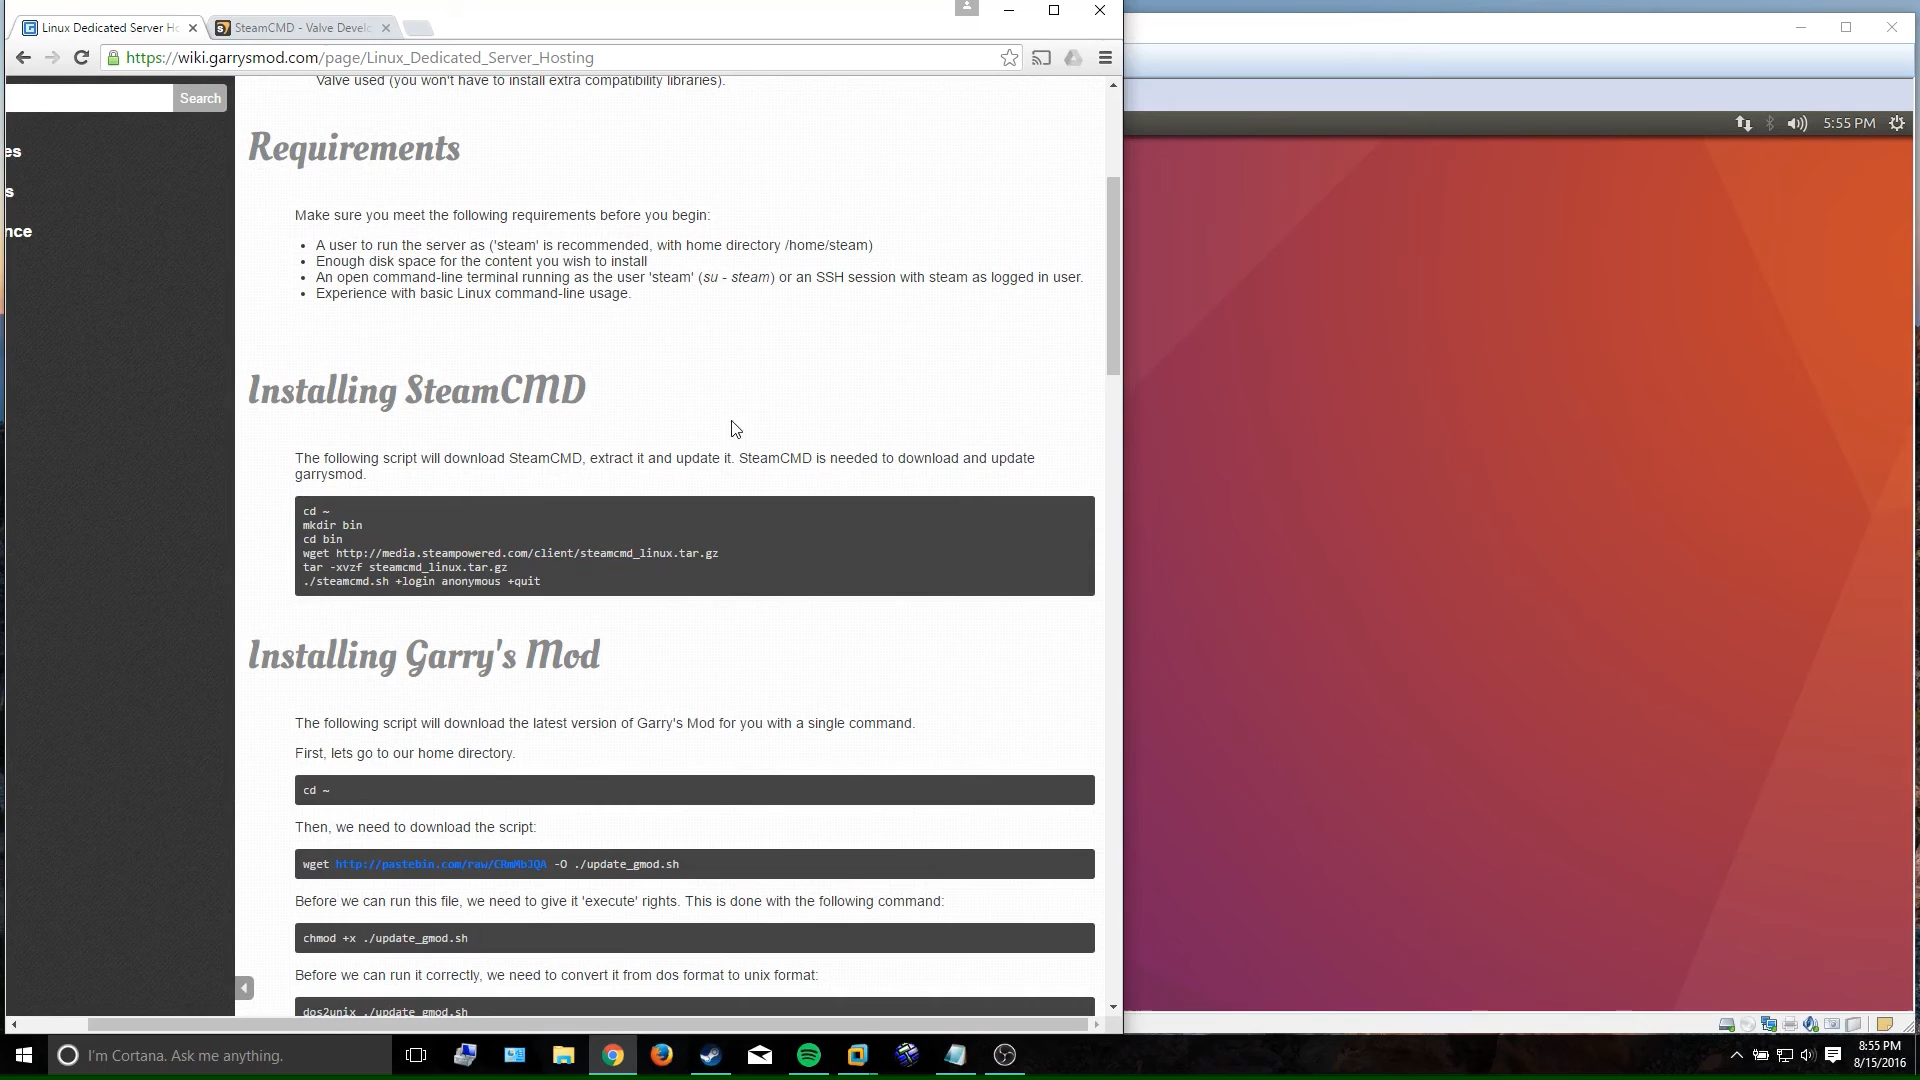 Linux Dedicated Server Ho
SteamCMD - Valve Develo
https://wiki.garrysmod.com/page/Linux_Dedicated_Server_Hosting
Search
es
s
nce
Valve used (you won't have to install extra compatibility libraries).
Requirements
Make sure you meet the following requirements before you begin:
• A user to run the server as ('steam' is recommended, with home directory /home/steam)
• Enough disk space for the content you wish to install
• An open command-line terminal running as the user 'steam' (su - steam) or an SSH session with steam as logged in user.
• Experience with basic Linux command-line usage.
Installing SteamCMD
The following script will download SteamCMD, extract it and update it. SteamCMD is needed to download and update
garrysmod.
cd ~
mkdir bin
cd bin
wget http://media.steampowered.com/client/steamcmd_linux.tar.gz
tar -xvzf steamcmd_linux.tar.gz
./steamcmd.sh +login anonymous +quit
Installing Garry's Mod
The following script will download the latest version of Garry's Mod for you with a single command.
First, lets go to our home directory.
cd ~
Then, we need to download the script:
wget http://pastebin.com/raw/CRmMbJQA -O ./update_gmod.sh
Before we can run this file, we need to give it 'execute' rights. This is done with the following command:
chmod +x ./update_gmod.sh
Before we can run it correctly, we need to convert it from dos format to unix format:
dos2unix ./update_gmod.sh
5:55 PM
I'm Cortana. Ask me anything.
8:55 PM
8/15/2016